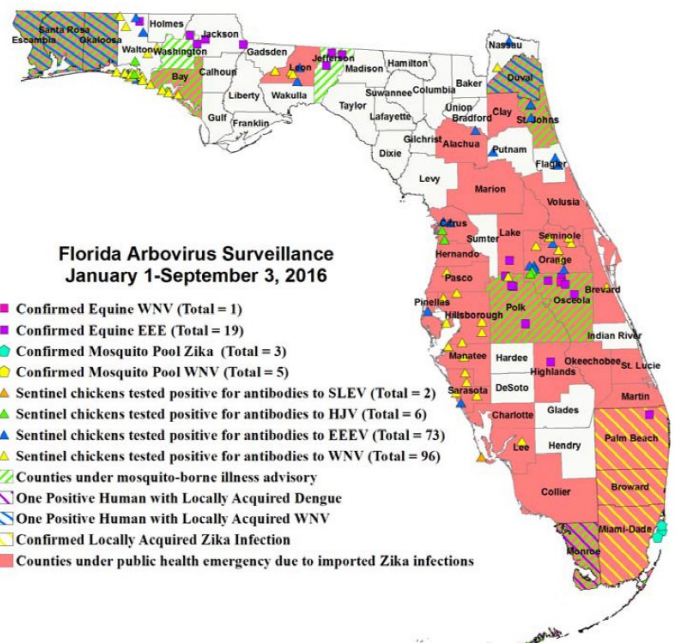 Nassau
Holmes
Santa Rosa
Jackson
Escambia
Okaloosa
Walton
Washington
Gadsden
Jefferson
Leon
Madison
Hamilton
Bay
Calhoun
Duval
Baker
Suwannee
Columbia
Liberty
Wakulla
Taylor
Union
Bradford
Clay
St. Johns
Lafayette
Gulf
Franklin
Gilchrist
Alachua
Putnam
Dixie
Flagler
Levy
Marion
Volusia
Citrus
Lake
Seminole
Sumter
Hernando
Orange
Florida Arbovirus Surveillance
January 1-September 3, 2016
Pasco
Brevard
Osceola
Pinellas
Polk
Hillsborough
Indian River
Confirmed Equine WNV (Total = 1)
Confirmed Equine EEE (Total = 19)
Confirmed Mosquito Pool Zika (Total = 3)
Confirmed Mosquito Pool WNV (Total = 5)
Sentinel chickens tested positive for antibodies to SLEV (Total = 2)
Sentinel chickens tested positive for antibodies to HJV (Total = 6)
Sentinel chickens tested positive for antibodies to EEEV (Total = 73)
Sentinel chickens tested positive for antibodies to WNV (Total = 96)
Counties under mosquito-borne illness advisory
One Positive Human with Locally Acquired Dengue
One Positive Human with Locally Acquired WNV
Confirmed Locally Acquired Zika Infection
Counties under public health emergency due to imported Zika infections
Manatee
Hardee
Okeechobee
St. Lucie
Highlands
DeSoto
Sarasota
Martin
Charlotte
Glades
Palm Beach
Lee
Hendry
Broward
Collier
Miami-Dade
Monroe